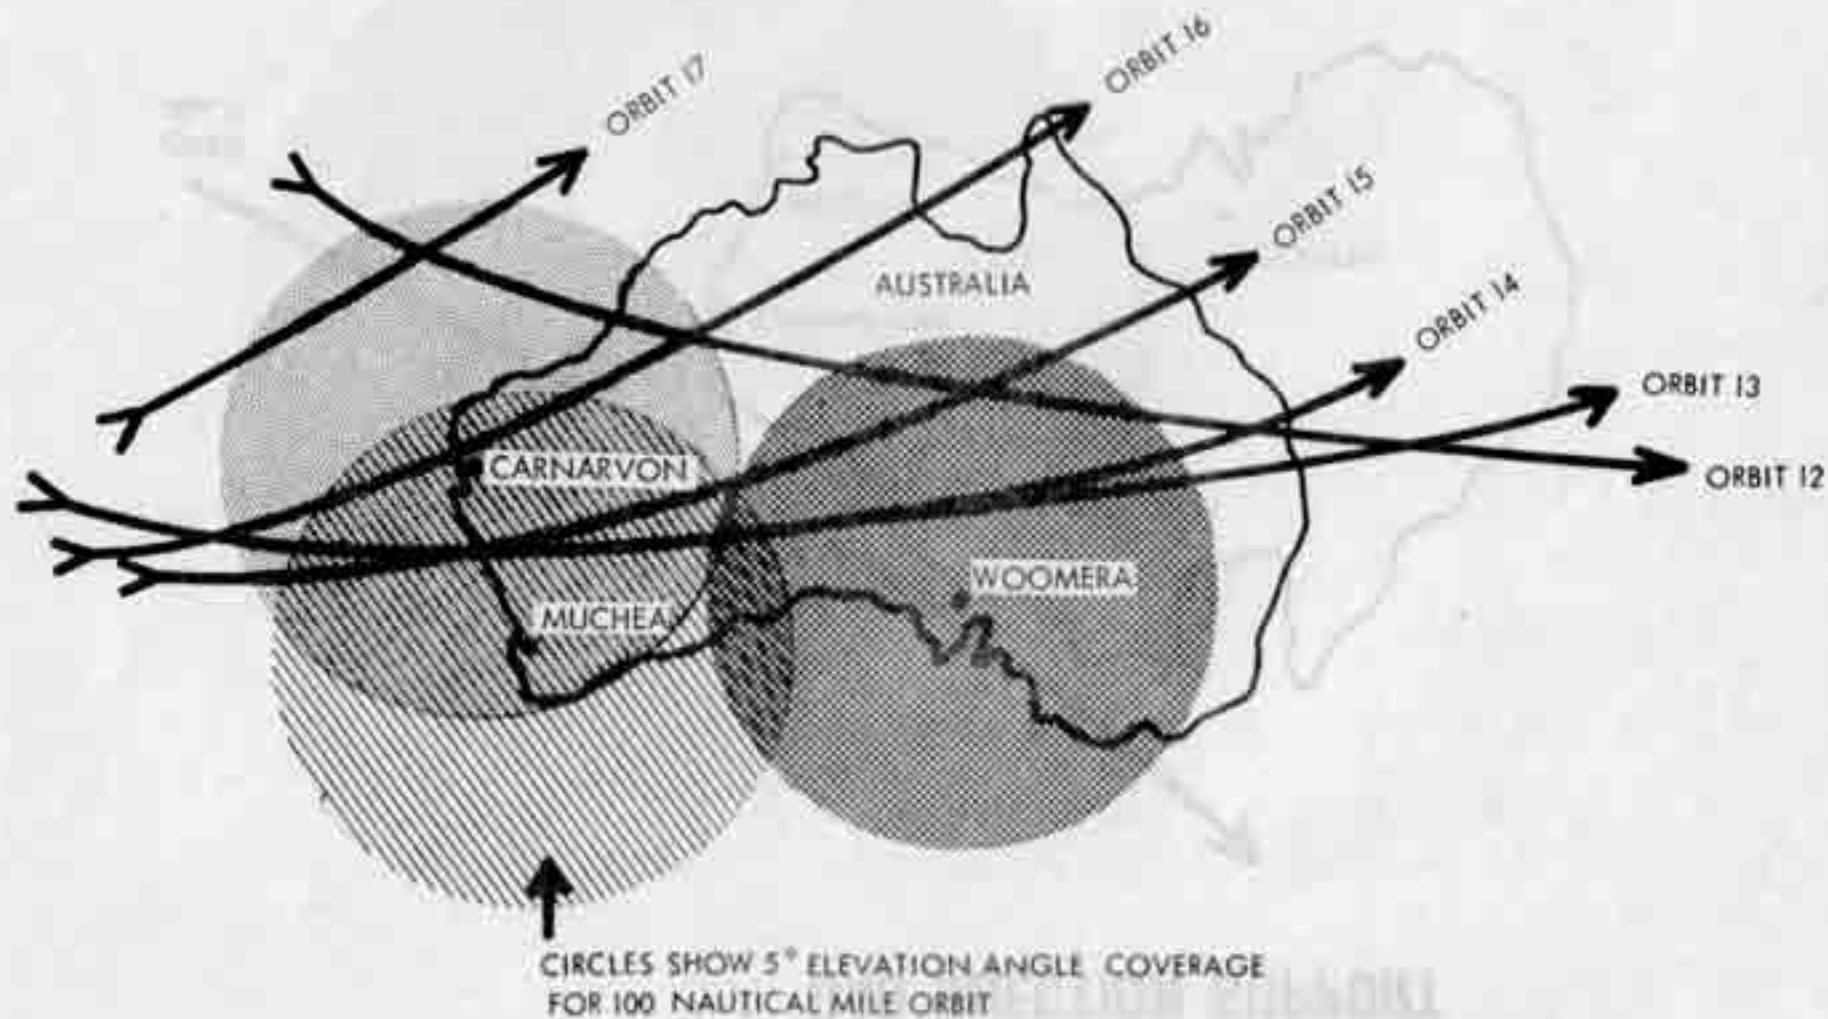 ORBIT 17
ORBIT 16
ORBIT 15
AUSTRALIA
ORBIT 14
ORBIT 13
ORBIT 12
CARNARVON
WOOMERA
MUCHEA
CIRCLES SHOW 5° ELEVATION ANGLE COVERAGE
FOR 100 NAUTICAL MILE ORBIT